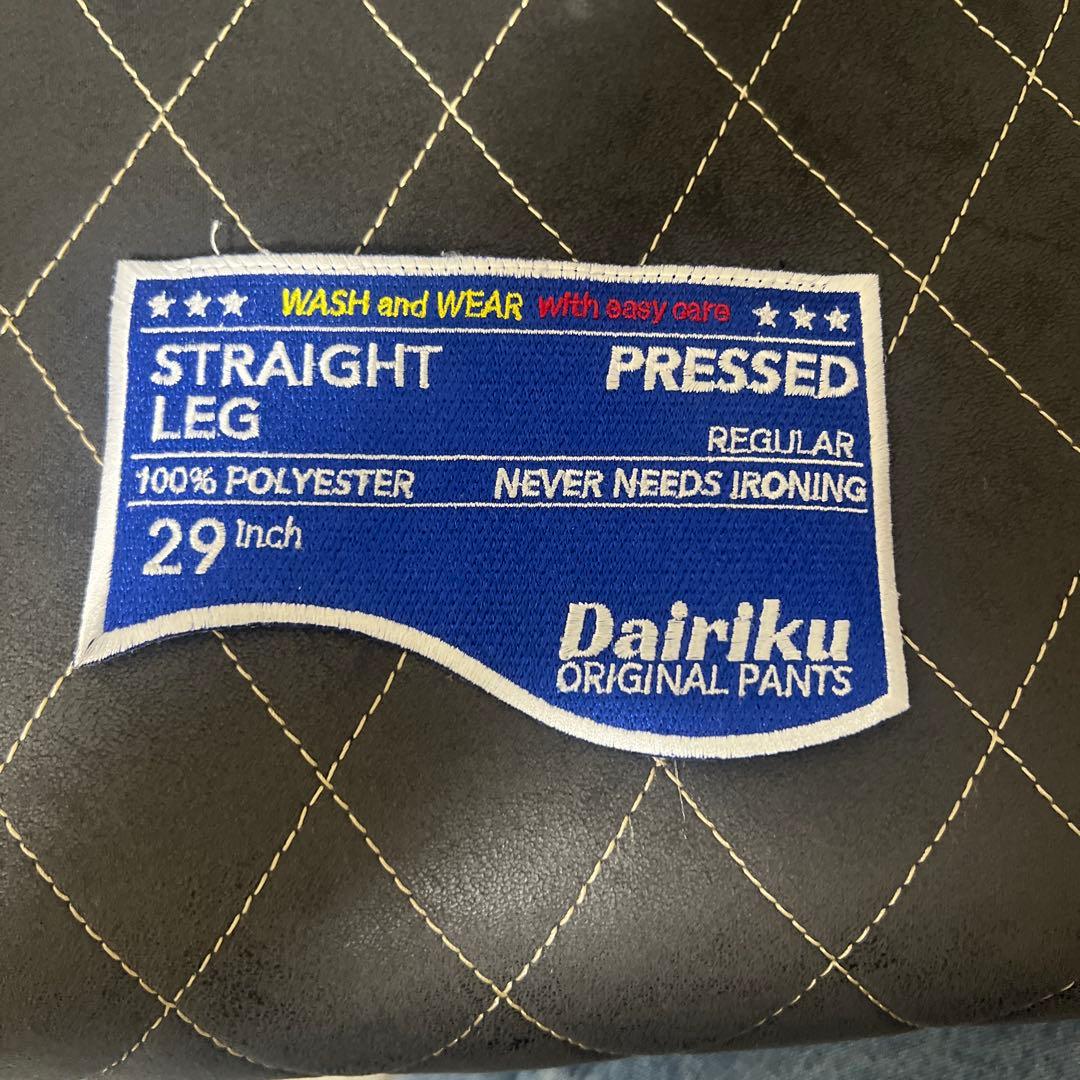 ★★★ WASH and WEAR with easy care ★★★
STRAIGHT PRESSED
LEG REGULAR
100% POLYESTER NEVER NEEDS IRONING
29 Inch
Dairiku
ORIGINAL PANTS